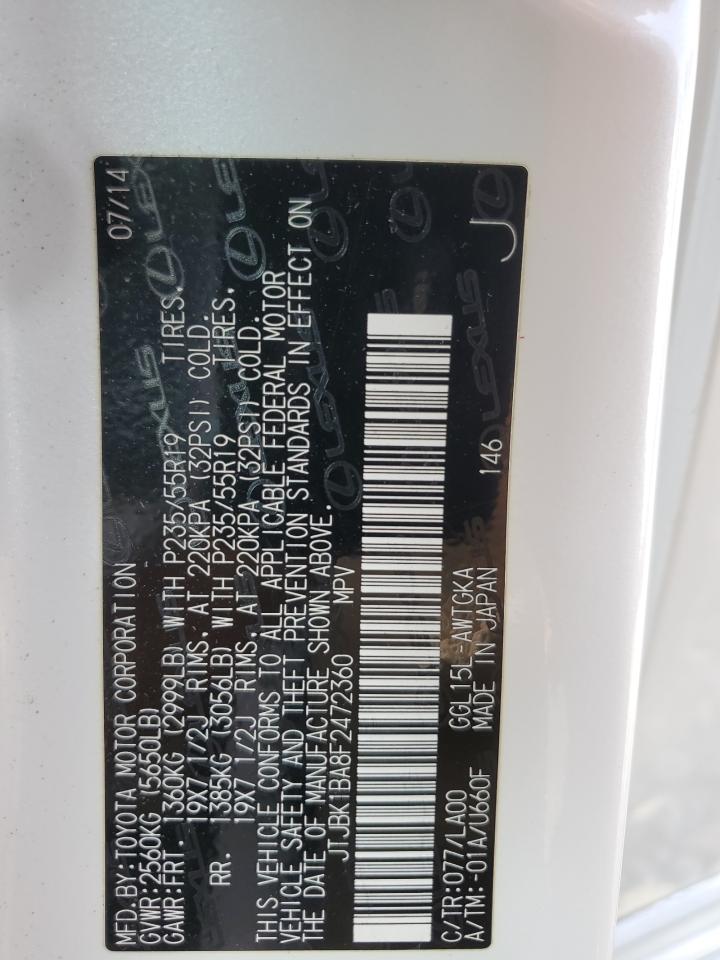 MFD. BY: TOYOTA MOTOR CORPORATION 07/14
GVWR: 2560KG (5650LB)
GAWR: FRT. 1360KG (2999LB) WITH P235/55R19 TIRES.
19X7 1/2J RIMS, AT 220KPA (32PSI) COLD.
RR. 1385KG (3056LB) WITH P235/55R19 TIRES.
19X7 1/2J RIMS, AT 220KPA (32PSI) COLD.
THIS VEHICLE CONFORMS TO ALL APPLICABLE FEDERAL MOTOR
VEHICLE SAFETY AND THEFT PREVENTION STANDARDS IN EFFECT ON
THE DATE OF MANUFACTURE SHOWN ABOVE.
JTJBK1BA8F2472360 MPV
C/TR: 077/LA00 GGL15L-AWTGKA 146
A/TM: -01A/U660F MADE IN JAPAN J
LEXUS